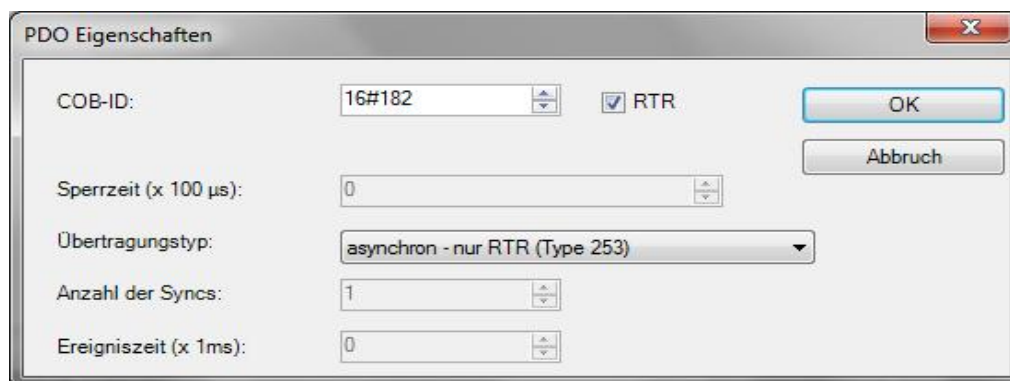 PDO Eigenschaften
COB-ID: 16#182 RTR OK
Abbruch
Sperrzeit (x 100 µs): 0
Übertragungstyp: asynchron - nur RTR (Type 253)
Anzahl der Syncs: 1
Ereigniszeit (x 1ms): 0